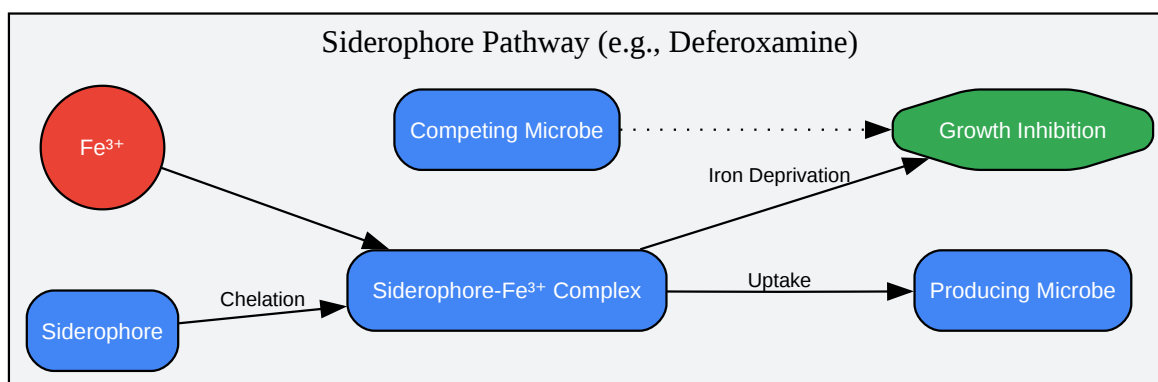 Siderophore Pathway (e.g., Deferoxamine)
Fe³⁺
Competing Microbe
Growth Inhibition
Iron Deprivation
Siderophore
Chelation
Siderophore-Fe³⁺ Complex
Uptake
Producing Microbe